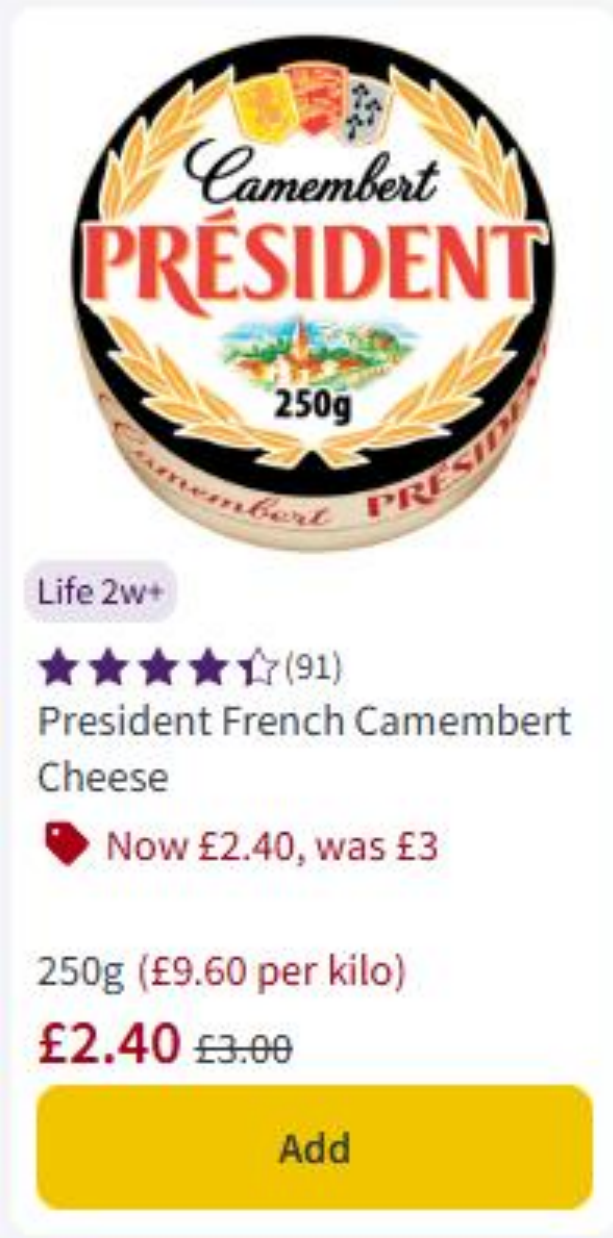 Camembert
PRÉSIDENT
250g
Camembert PRÉSIDENT
Life 2w+
(91)
President French Camembert
Cheese
Now £2.40, was £3
250g (£9.60 per kilo)
£2.40 £3.00
Add